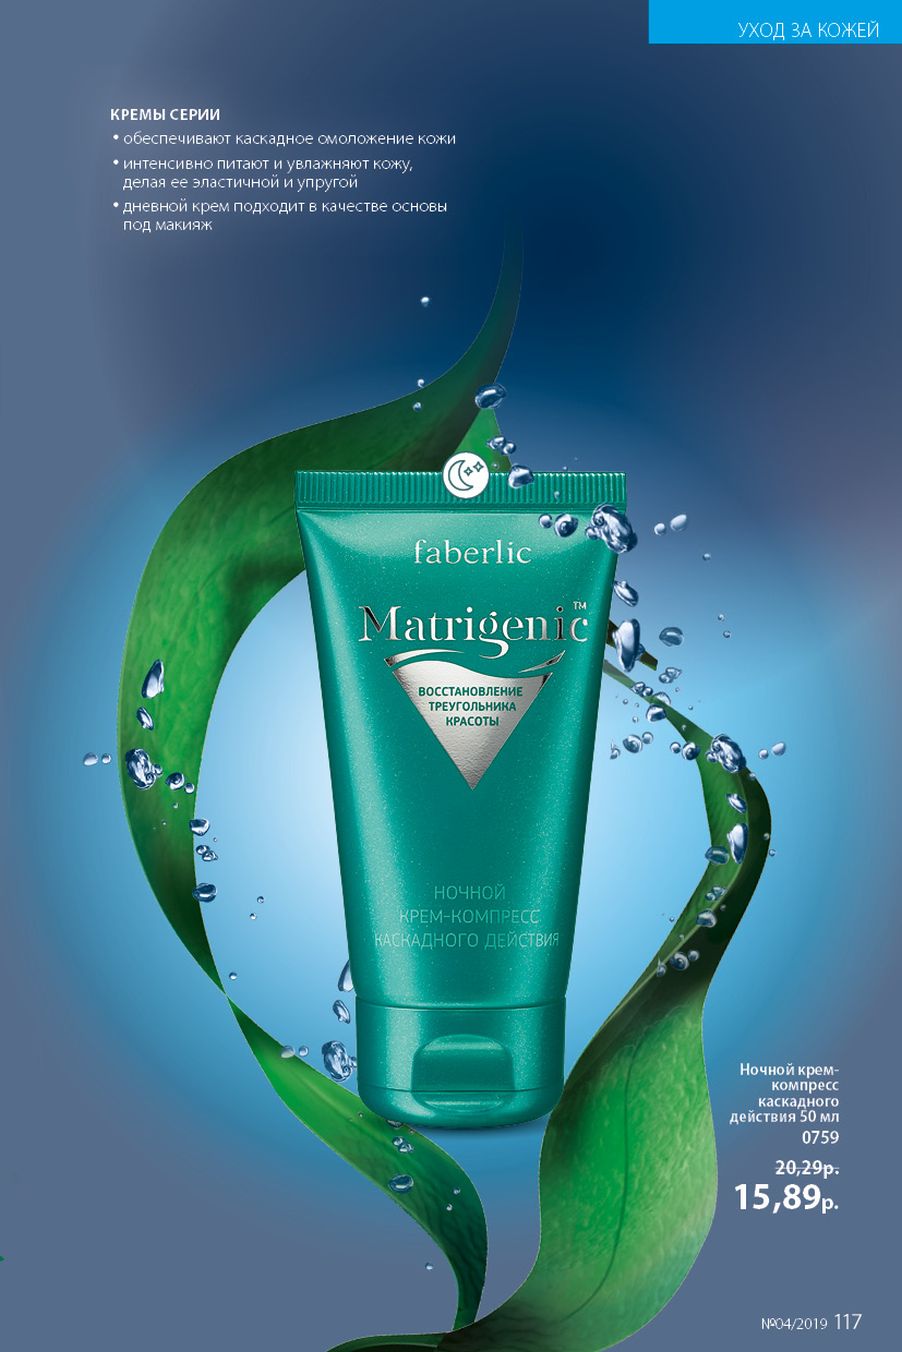 УХОД ЗА КОЖЕЙ
КРЕМЫ СЕРИИ
• обеспечивают каскадное омоложение кожи
• интенсивно питают и увлажняют кожу,
делая ее эластичной и упругой
• дневной крем подходит в качестве основы
под макияж
faberlic
Matrigenic™
ВОССТАНОВЛЕНИЕ
ТРЕУГОЛЬНИКА
КРАСОТЫ
НОЧНОЙ
КРЕМ-КОМПРЕСС
КАСКАДНОГО ДЕЙСТВИЯ
Ночной крем-
компресс
каскадного
действия 50 мл
0759
20,29р.
15,89р.
№04/2019 117